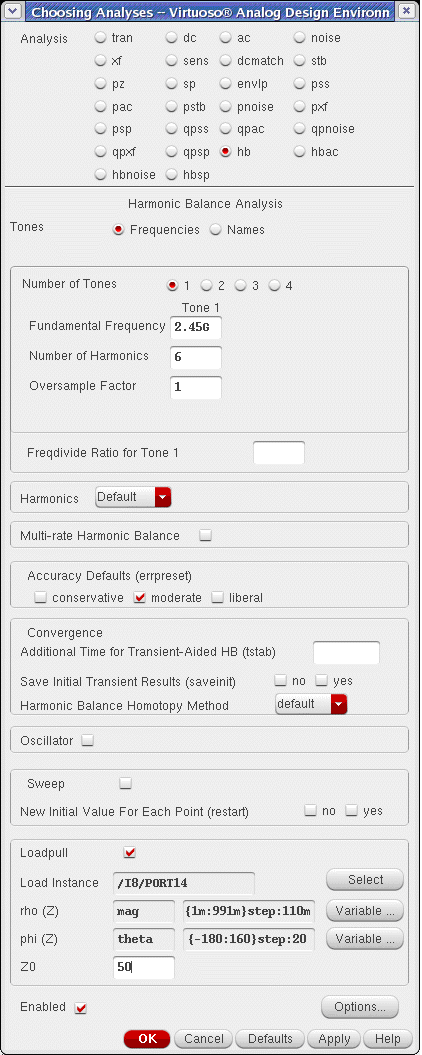 Choosing Analyses -- Virtuoso® Analog Design Environn
Analysis tran dc ac noise
xf sens dcmatch stb
pz sp envlp pss
pac pstb pnoise pxf
psp qpss qpac qpnoise
qpxf qpsp hb hbac
hbnoise hbsp
Harmonic Balance Analysis
Tones Frequencies Names
Number of Tones 1 2 3 4
Tone 1
Fundamental Frequency 2.45G
Number of Harmonics 6
Oversample Factor 1
Freqdivide Ratio for Tone 1
Harmonics Default
Multi-rate Harmonic Balance
Accuracy Defaults (errpreset)
conservative moderate liberal
Convergence
Additional Time for Transient-Aided HB (tstab)
Save Initial Transient Results (saveinit) no yes
Harmonic Balance Homotopy Method default
Oscillator
Sweep
New Initial Value For Each Point (restart) no yes
Loadpull
Load Instance /I8/PORT14 Select
rho (Z) mag {1m:991m}step:110m Variable ...
phi (Z) theta {-180:160}step:20 Variable ...
Z0 50
Enabled Options...
OK Cancel Defaults Apply Help